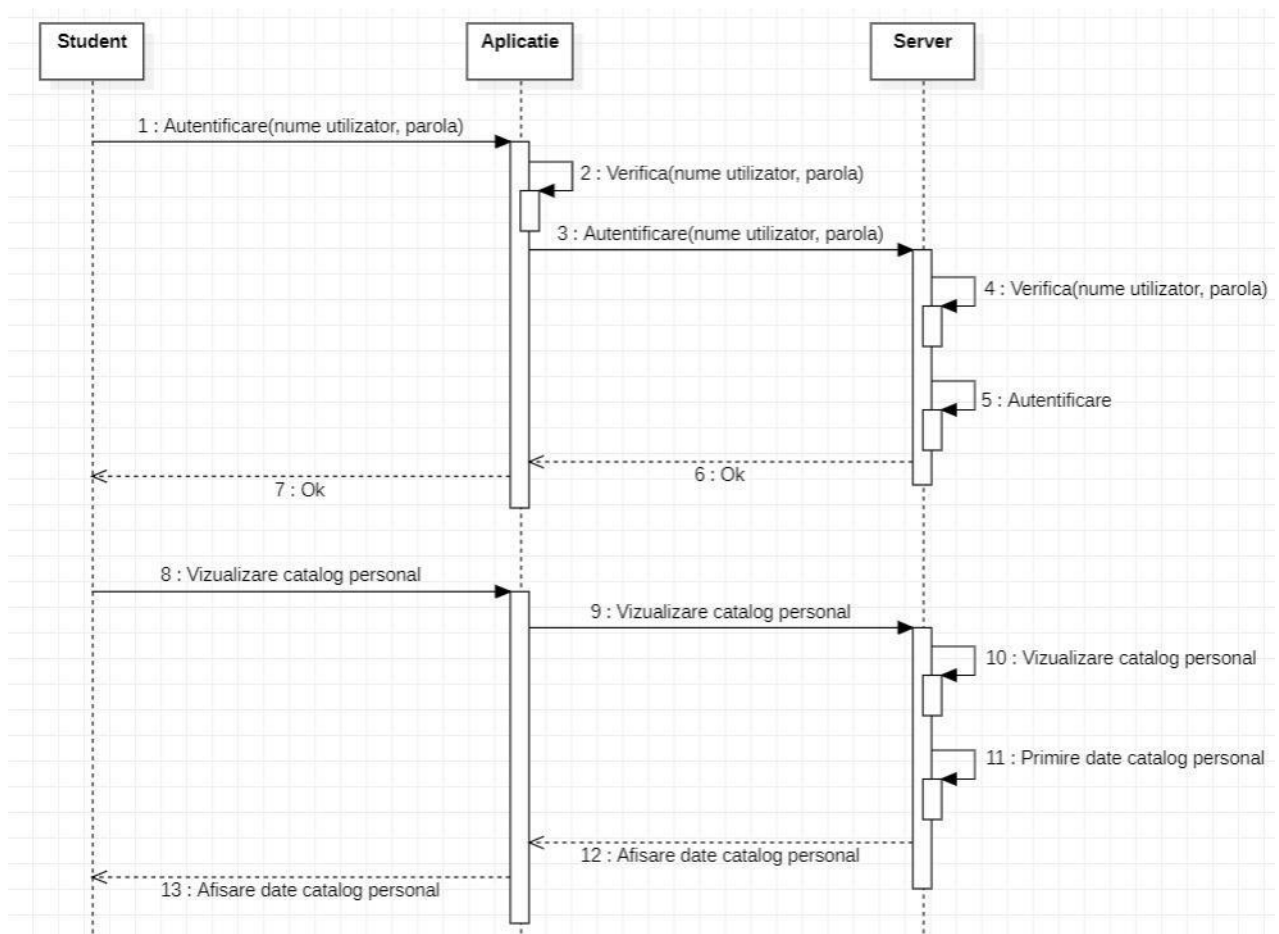 Student
Aplicatie
Server
1 : Autentificare(nume utilizator, parola)
2 : Verifica(nume utilizator, parola)
3 : Autentificare(nume utilizator, parola)
4 : Verifica(nume utilizator, parola)
5 : Autentificare
6 : Ok
7 : Ok
8 : Vizualizare catalog personal
9 : Vizualizare catalog personal
10 : Vizualizare catalog personal
11 : Primire date catalog personal
12 : Afisare date catalog personal
13 : Afisare date catalog personal